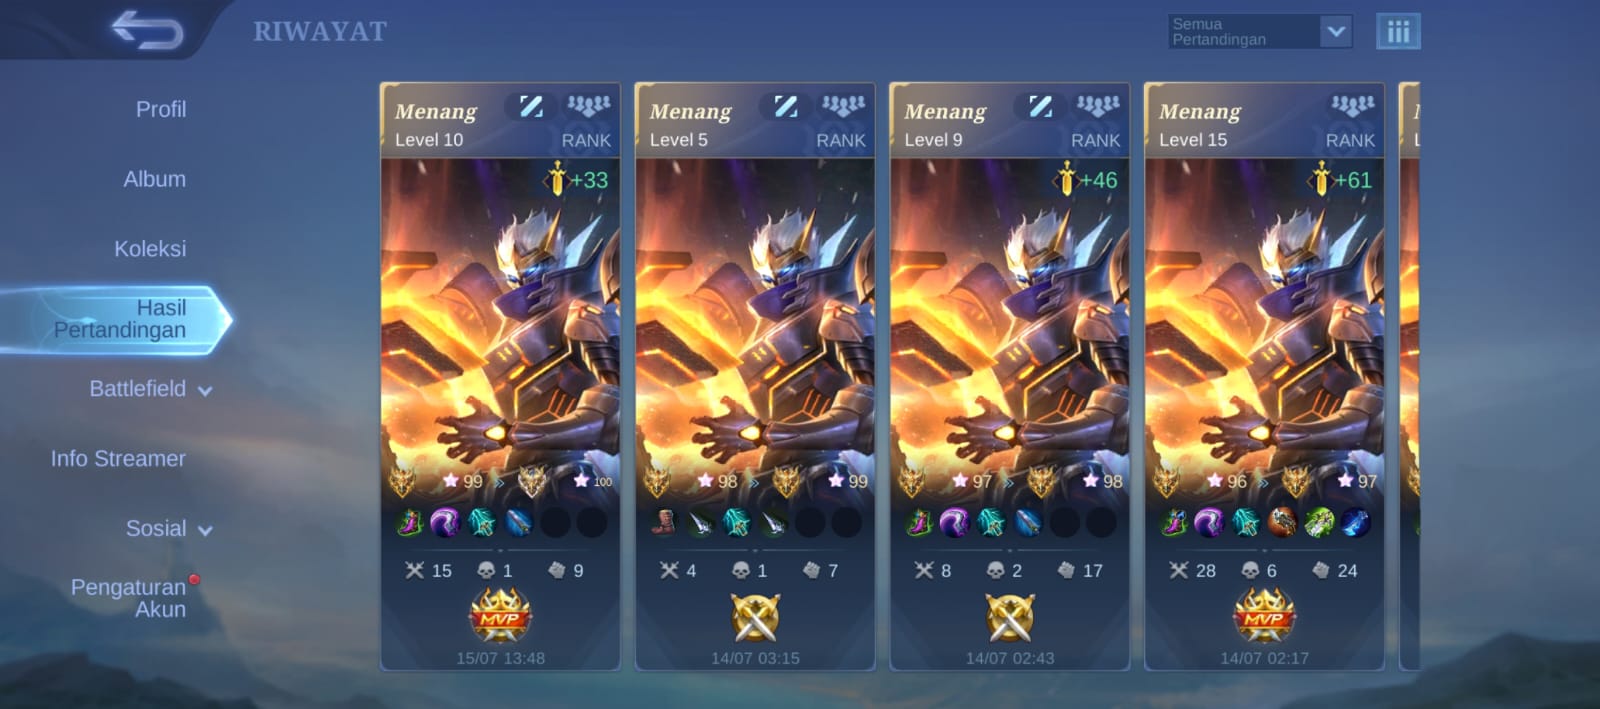 RIWAYAT
Semua
Pertandingan
Profil
Album
Koleksi
Hasil
Pertandingan
Battlefield
Info Streamer
Sosial
Pengaturan
Akun
Menang
Level 10
RANK
+33
99
100
15
1
9
MVP
15/07 13:48
Menang
Level 5
RANK
98
99
4
1
7
14/07 03:15
Menang
Level 9
RANK
+46
97
98
8
2
17
14/07 02:43
Menang
Level 15
RANK
+61
96
97
28
6
24
MVP
14/07 02:17